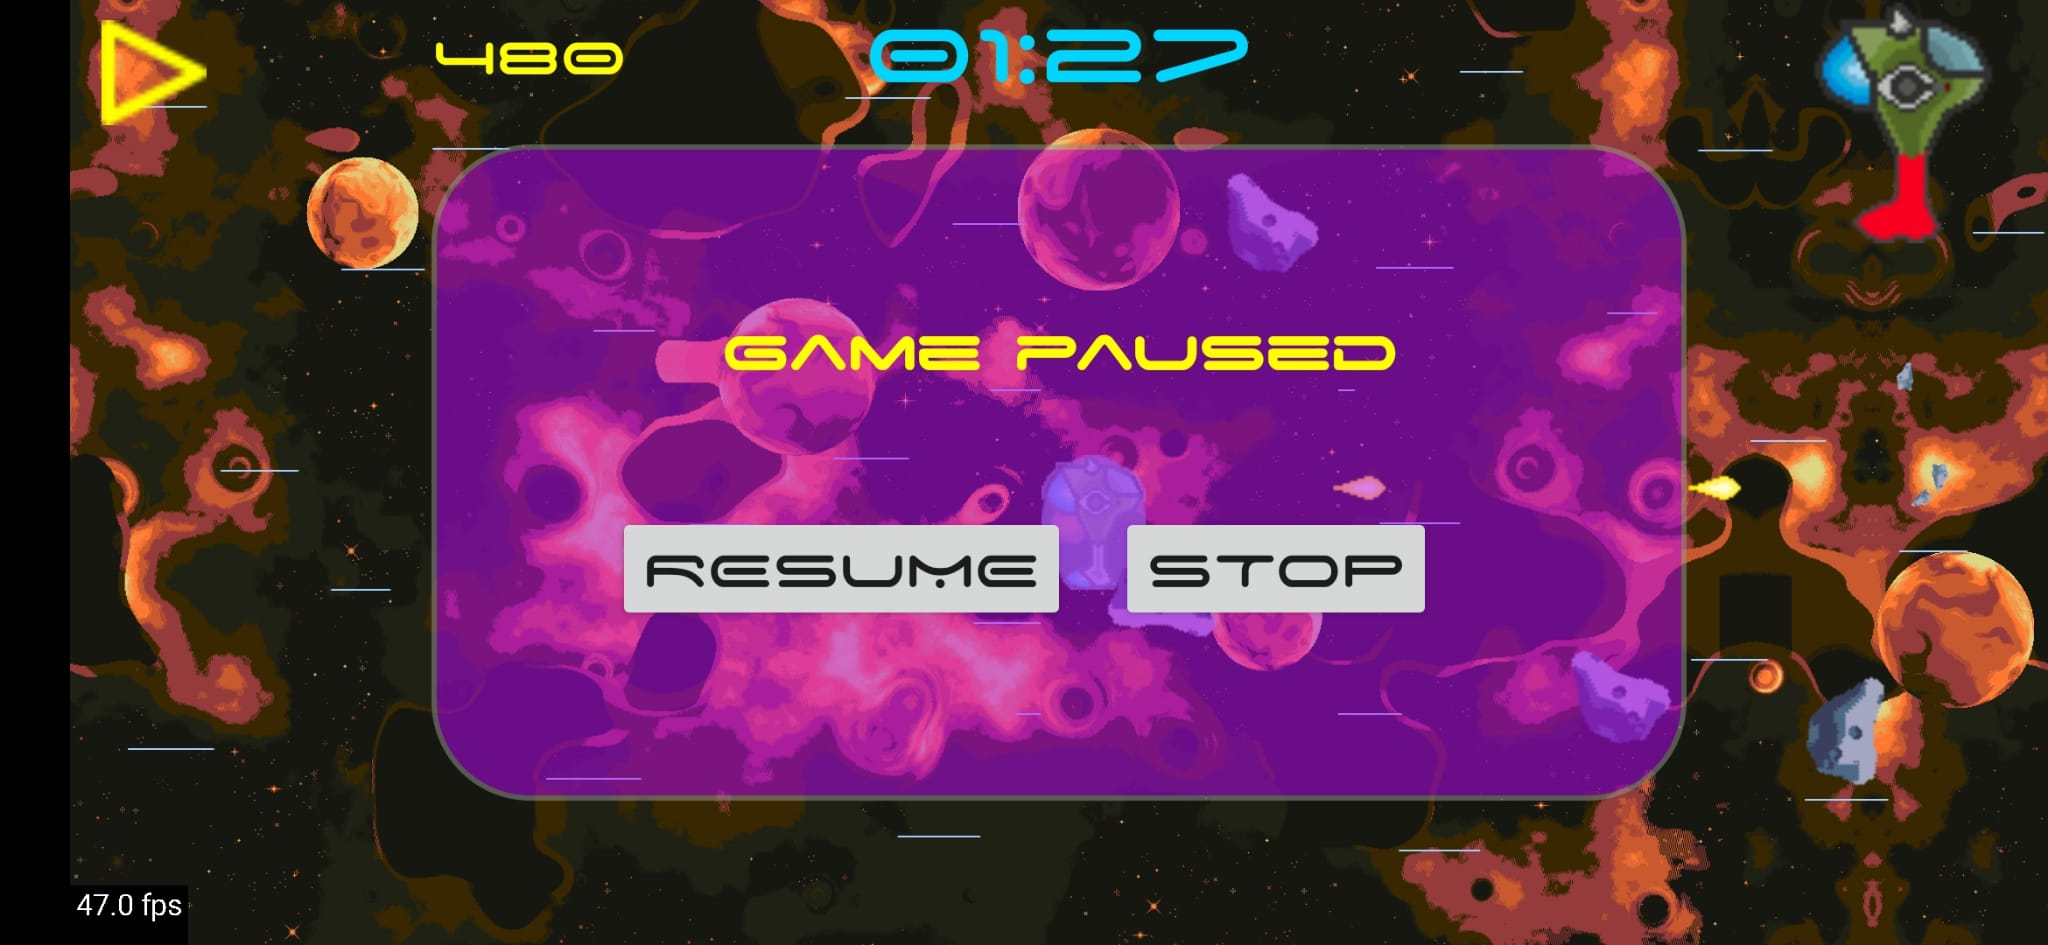 480
01:27
GAME PAUSED
RESUME
STOP
47.0 fps